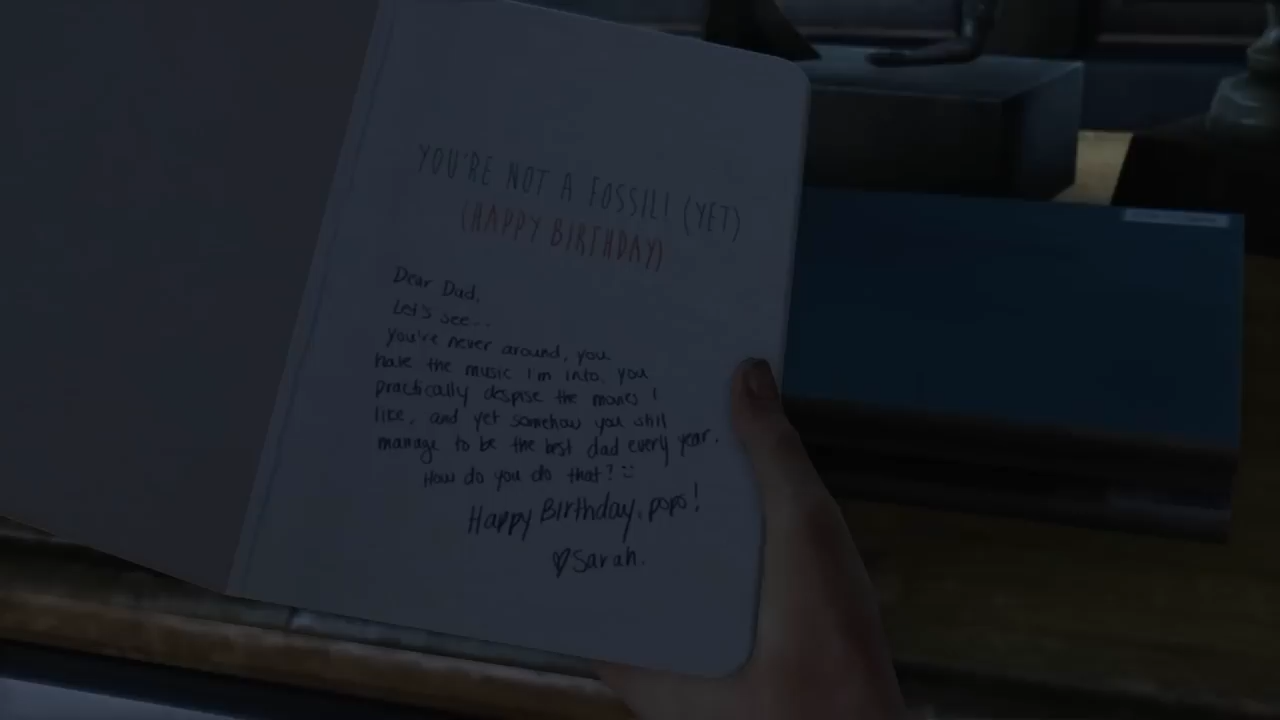 YOU'RE NOT A FOSSIL! (YET)
(HAPPY BIRTHDAY)
Dear Dad,
Let's see...
you're never around, you
hate the music I'm into, you
practically despise the movies I
like, and yet somehow you still
manage to be the best dad every year.
How do you do that? :)
Happy Birthday, pops!
♡Sarah.